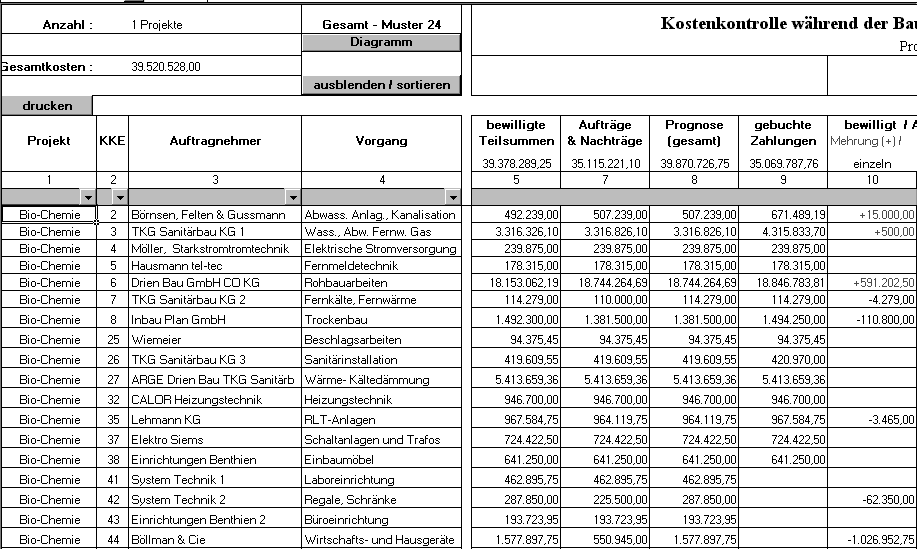 Anzahl : 1 Projekte Gesamt - Muster 24 Kostenkontrolle während der Bau
Diagramm Pro
Gesamtkosten : 39.520.528,00
ausblenden / sortieren
drucken
bewilligte Aufträge Prognose gebuchte bewilligt / A
Projekt KKE Auftragnehmer Vorgang Teilsummen & Nachträge (gesamt) Zahlungen Mehrung (+) /
39.378.289,25 35.115.221,10 39.870.726,75 35.069.787,76 einzeln
1 2 3 4 5 7 8 9 10
Bio-Chemie 2 Börnsen, Felten & Gussmann Abwass. Anlag., Kanalisation 492.239,00 507.239,00 507.239,00 671.489,19 +15.000,00
Bio-Chemie 3 TKG Sanitärbau KG 1 Wass., Abw. Fernw. Gas 3.316.326,10 3.316.826,10 3.316.826,10 4.315.833,70 +500,00
Bio-Chemie 4 Möller, Starkstromtromtechnik Elektrische Stromversorgung 239.875,00 239.875,00 239.875,00 239.875,00
Bio-Chemie 5 Hausmann tel-tec Fernmeldetechnik 178.315,00 178.315,00 178.315,00 178.315,00
Bio-Chemie 6 Drien Bau GmbH CO KG Rohbauarbeiten 18.153.062,19 18.744.264,69 18.744.264,69 18.846.783,81 +591.202,50
Bio-Chemie 7 TKG Sanitärbau KG 2 Fernkälte, Fernwärme 114.279,00 110.000,00 114.279,00 114.279,00 -4.279,00
Bio-Chemie 8 Inbau Plan GmbH Trockenbau 1.492.300,00 1.381.500,00 1.381.500,00 1.494.250,00 -110.800,00
Bio-Chemie 25 Wiemeier Beschlagsarbeiten 94.375,45 94.375,45 94.375,45 94.375,45
Bio-Chemie 26 TKG Sanitärbau KG 3 Sanitärinstallation 419.609,55 419.609,55 419.609,55 420.970,00
Bio-Chemie 27 ARGE Drien Bau TKG Sanitärb Wärme- Kältedämmung 5.413.659,36 5.413.659,36 5.413.659,36 5.413.659,36
Bio-Chemie 32 CALOR Heizungstechnik Heizungstechnik 946.700,00 946.700,00 946.700,00 946.700,00
Bio-Chemie 35 Lehmann KG RLT-Anlagen 967.584,75 964.119,75 964.119,75 967.584,75 -3.465,00
Bio-Chemie 37 Elektro Siems Schaltanlagen und Trafos 724.422,50 724.422,50 724.422,50 724.422,50
Bio-Chemie 38 Einrichtungen Benthien Einbaumöbel 641.250,00 641.250,00 641.250,00 641.250,00
Bio-Chemie 41 System Technik 1 Laboreinrichtung 462.895,75 462.895,75 462.895,75
Bio-Chemie 42 System Technik 2 Regale, Schränke 287.850,00 225.500,00 287.850,00 -62.350,00
Bio-Chemie 43 Einrichtungen Benthien 2 Büroeinrichtung 193.723,95 193.723,95 193.723,95
Bio-Chemie 44 Böllman & Cie Wirtschafts- und Hausgeräte 1.577.897,75 550.945,00 1.577.897,75 -1.026.952,75